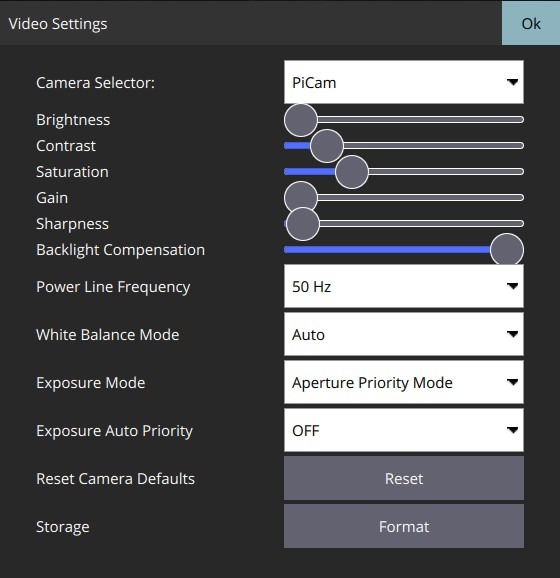 Video Settings Ok
Camera Selector: PiCam
Brightness
Contrast
Saturation
Gain
Sharpness
Backlight Compensation
Power Line Frequency 50 Hz
White Balance Mode Auto
Exposure Mode Aperture Priority Mode
Exposure Auto Priority OFF
Reset Camera Defaults Reset
Storage Format